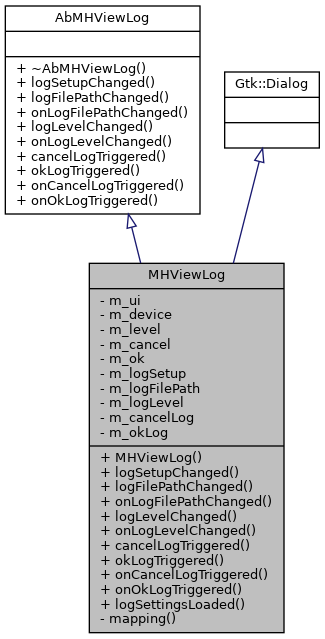 AbMHViewLog
+ ~AbMHViewLog()
+ logSetupChanged()
+ logFilePathChanged()
+ onLogFilePathChanged()
+ logLevelChanged()
+ onLogLevelChanged()
+ cancelLogTriggered()
+ okLogTriggered()
+ onCancelLogTriggered()
+ onOkLogTriggered()
Gtk::Dialog
MHViewLog
- m_ui
- m_device
- m_level
- m_cancel
- m_ok
- m_logSetup
- m_logFilePath
- m_logLevel
- m_cancelLog
- m_okLog
+ MHViewLog()
+ logSetupChanged()
+ logFilePathChanged()
+ onLogFilePathChanged()
+ logLevelChanged()
+ onLogLevelChanged()
+ cancelLogTriggered()
+ okLogTriggered()
+ onCancelLogTriggered()
+ onOkLogTriggered()
+ logSettingsLoaded()
- mapping()